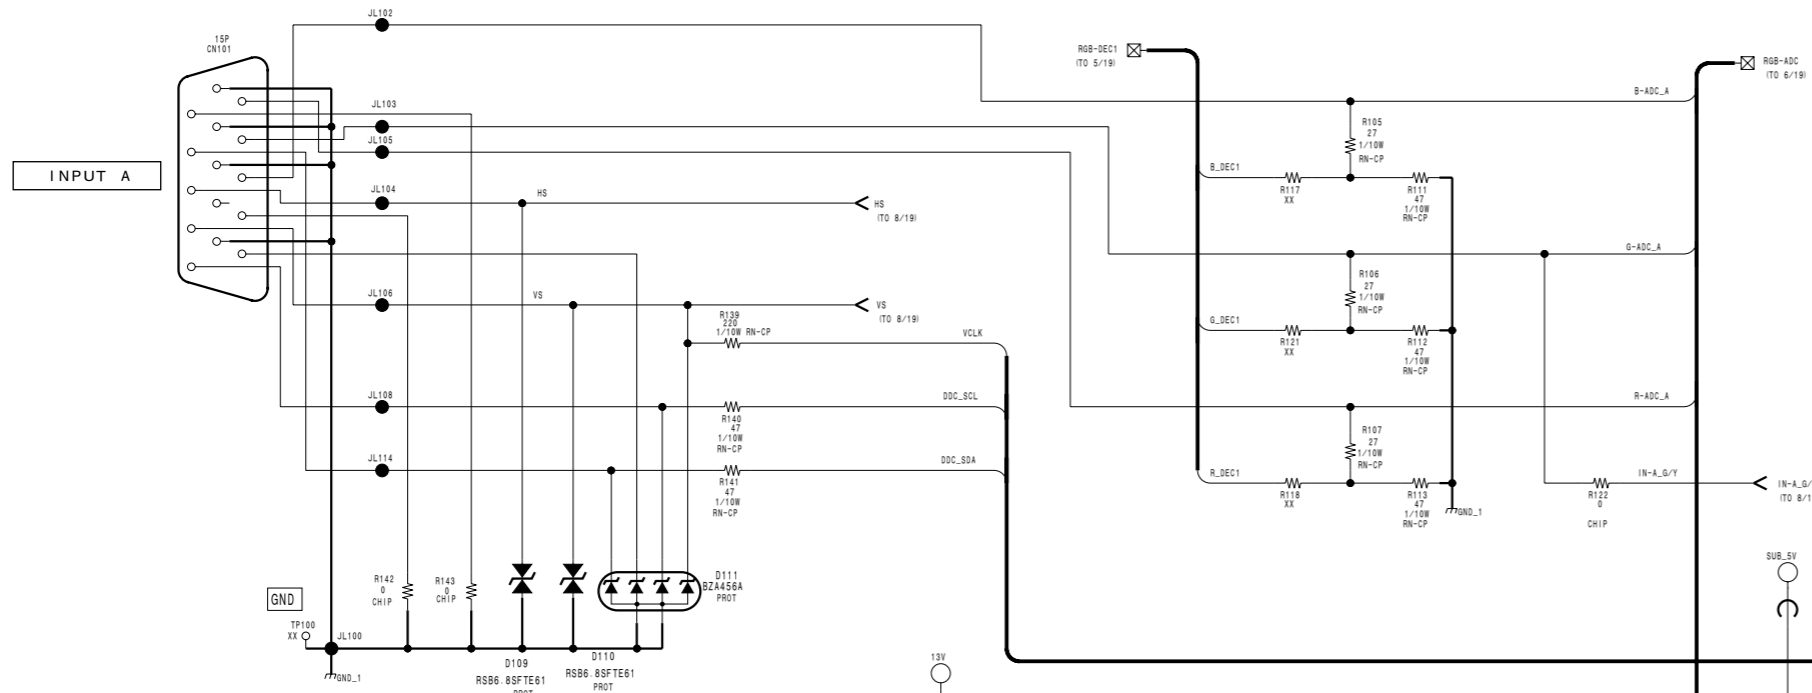 JL102
15P
CN101
RGB-DEC1
(TO 5/19)
RGB-ADC
(TO 6/19)
B-ADC_A
JL103
R105
27
1/10W
RN-CP
JL105
INPUT A
B_DEC1
R117
XX
R111
47
1/10W
RN-CP
JL104
HS
HS
(TO 8/19)
G-ADC_A
R106
27
1/10W
RN-CP
JL106
VS
VS
(TO 8/19)
R139
220
1/10W RN-CP
VCLK
G_DEC1
R121
XX
R112
47
1/10W
RN-CP
JL108
DDC_SCL
R140
47
1/10W
RN-CP
R-ADC_A
R107
27
1/10W
RN-CP
JL114
DDC_SDA
R141
47
1/10W
RN-CP
R_DEC1
R118
XX
R113
47
1/10W
RN-CP
GND_1
IN-A_G/Y
R122
0
CHIP
IN-A_G/
(TO 8/1
SUB_5V
R142
0
CHIP
R143
0
CHIP
D111
BZA456A
PROT
GND
TP100
XX
JL100
GND_1
D109
RSB6.8SFTE61
PROT
D110
RSB6.8SFTE61
PROT
13V